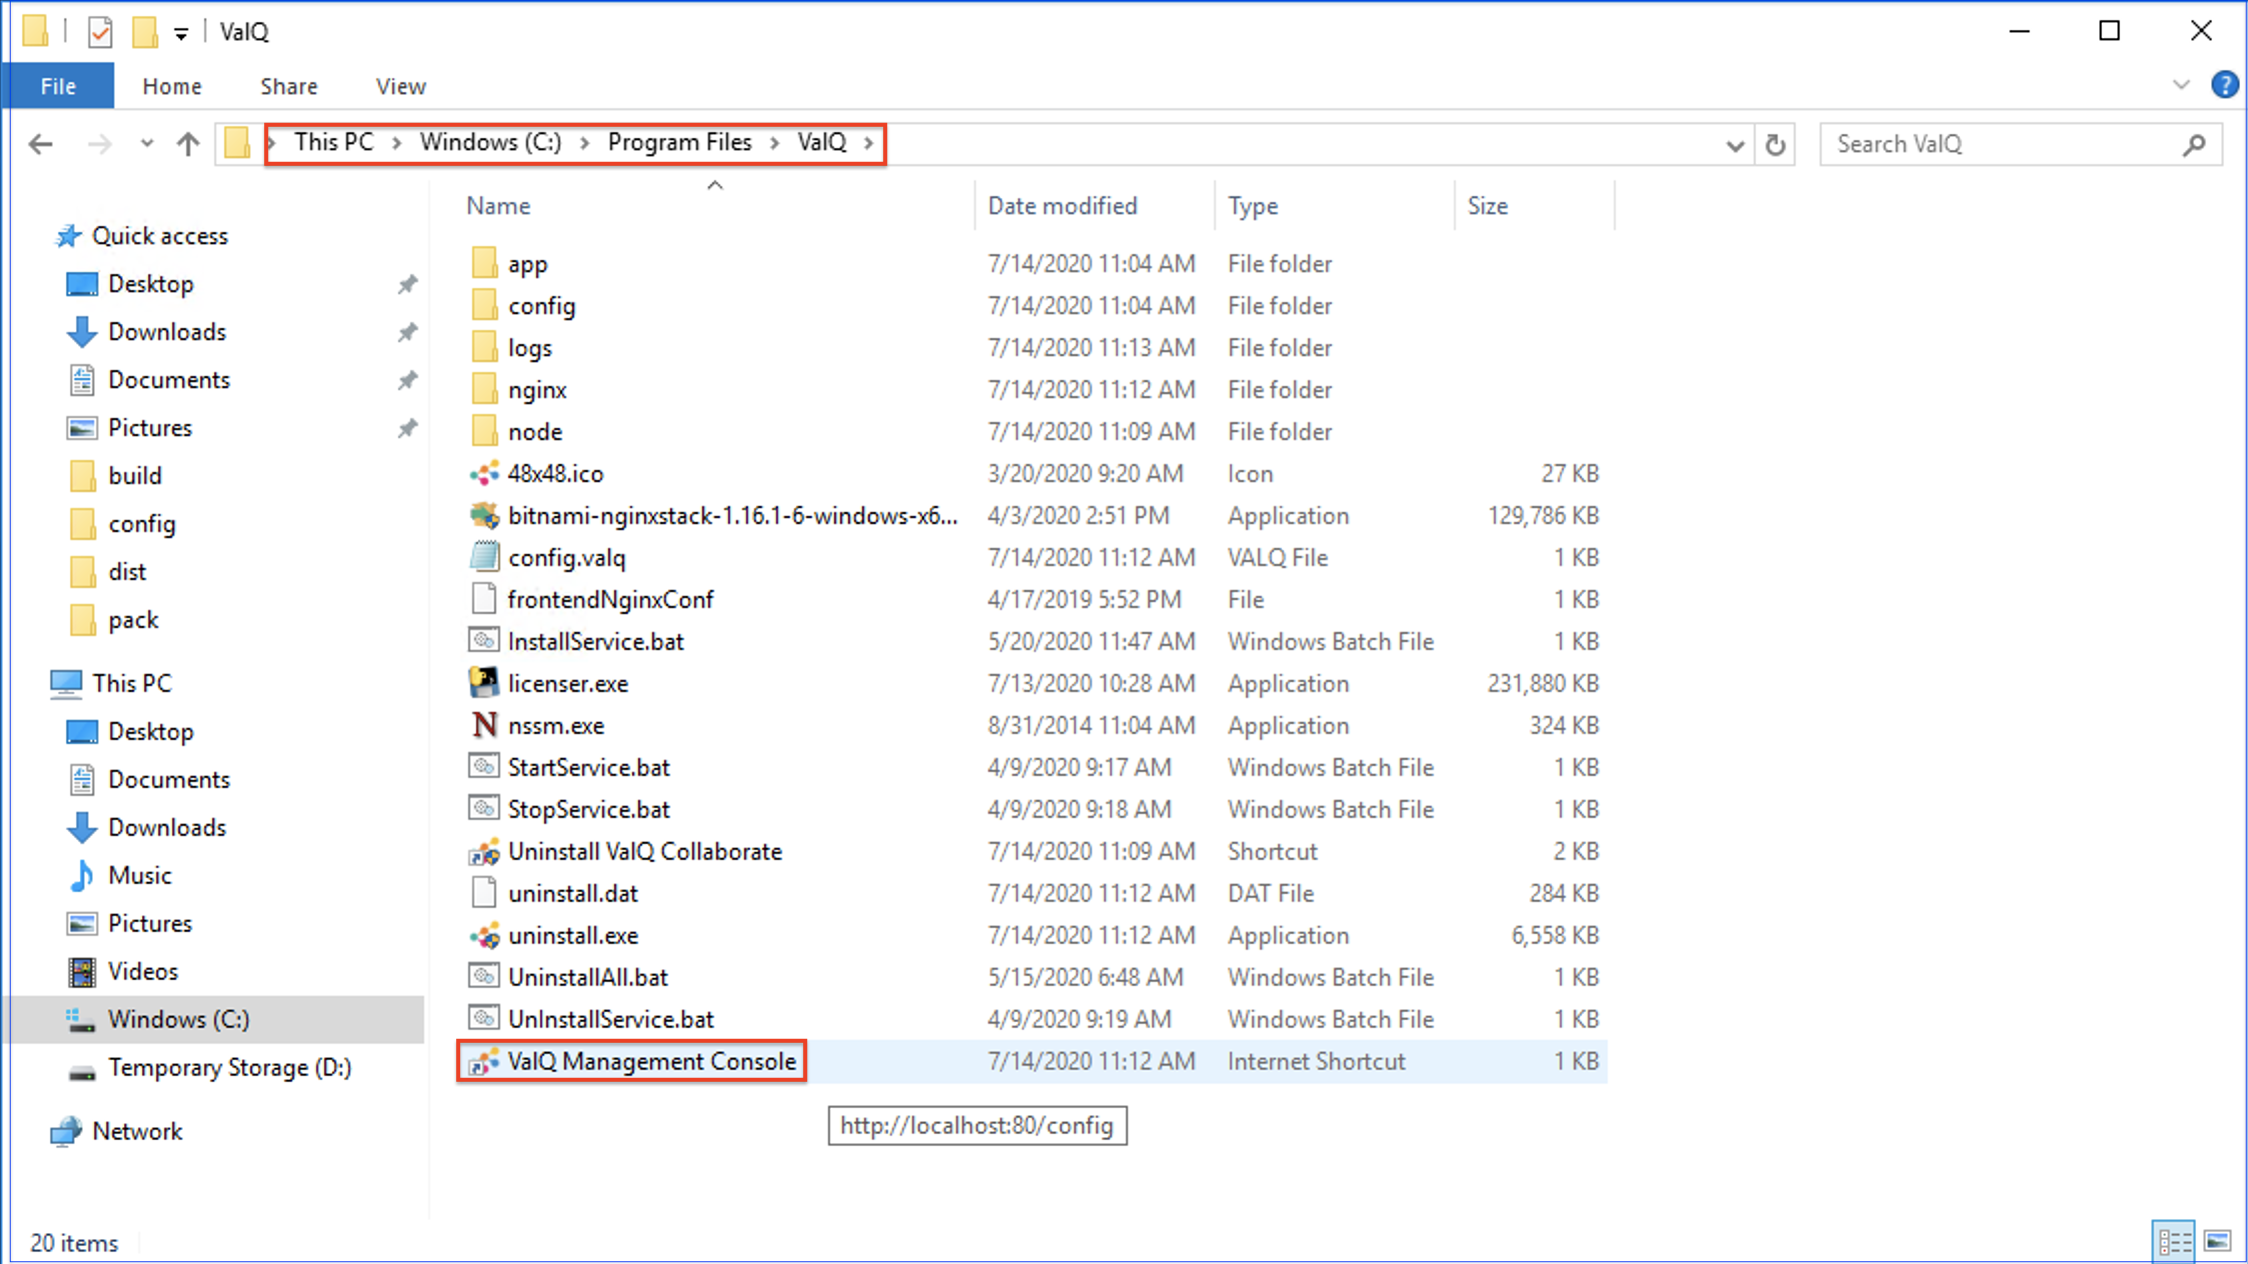 ValQ
File Home Share View
This PC Windows (C:) Program Files ValQ
Search ValQ
Name Date modified Type Size
Quick access
Desktop
Downloads
Documents
Pictures
build
config
dist
pack
This PC
Desktop
Documents
Downloads
Music
Pictures
Videos
Windows (C:)
Temporary Storage (D:)
Network
app 7/14/2020 11:04 AM File folder
config 7/14/2020 11:04 AM File folder
logs 7/14/2020 11:13 AM File folder
nginx 7/14/2020 11:12 AM File folder
node 7/14/2020 11:09 AM File folder
48x48.ico 3/20/2020 9:20 AM Icon 27 KB
bitnami-nginxstack-1.16.1-6-windows-x6... 4/3/2020 2:51 PM Application 129,786 KB
config.valq 7/14/2020 11:12 AM VALQ File 1 KB
frontendNginxConf 4/17/2019 5:52 PM File 1 KB
InstallService.bat 5/20/2020 11:47 AM Windows Batch File 1 KB
licenser.exe 7/13/2020 10:28 AM Application 231,880 KB
nssm.exe 8/31/2014 11:04 AM Application 324 KB
StartService.bat 4/9/2020 9:17 AM Windows Batch File 1 KB
StopService.bat 4/9/2020 9:18 AM Windows Batch File 1 KB
Uninstall ValQ Collaborate 7/14/2020 11:09 AM Shortcut 2 KB
uninstall.dat 7/14/2020 11:12 AM DAT File 284 KB
uninstall.exe 7/14/2020 11:12 AM Application 6,558 KB
UninstallAll.bat 5/15/2020 6:48 AM Windows Batch File 1 KB
UnInstallService.bat 4/9/2020 9:19 AM Windows Batch File 1 KB
ValQ Management Console 7/14/2020 11:12 AM Internet Shortcut 1 KB
http://localhost:80/config
20 items